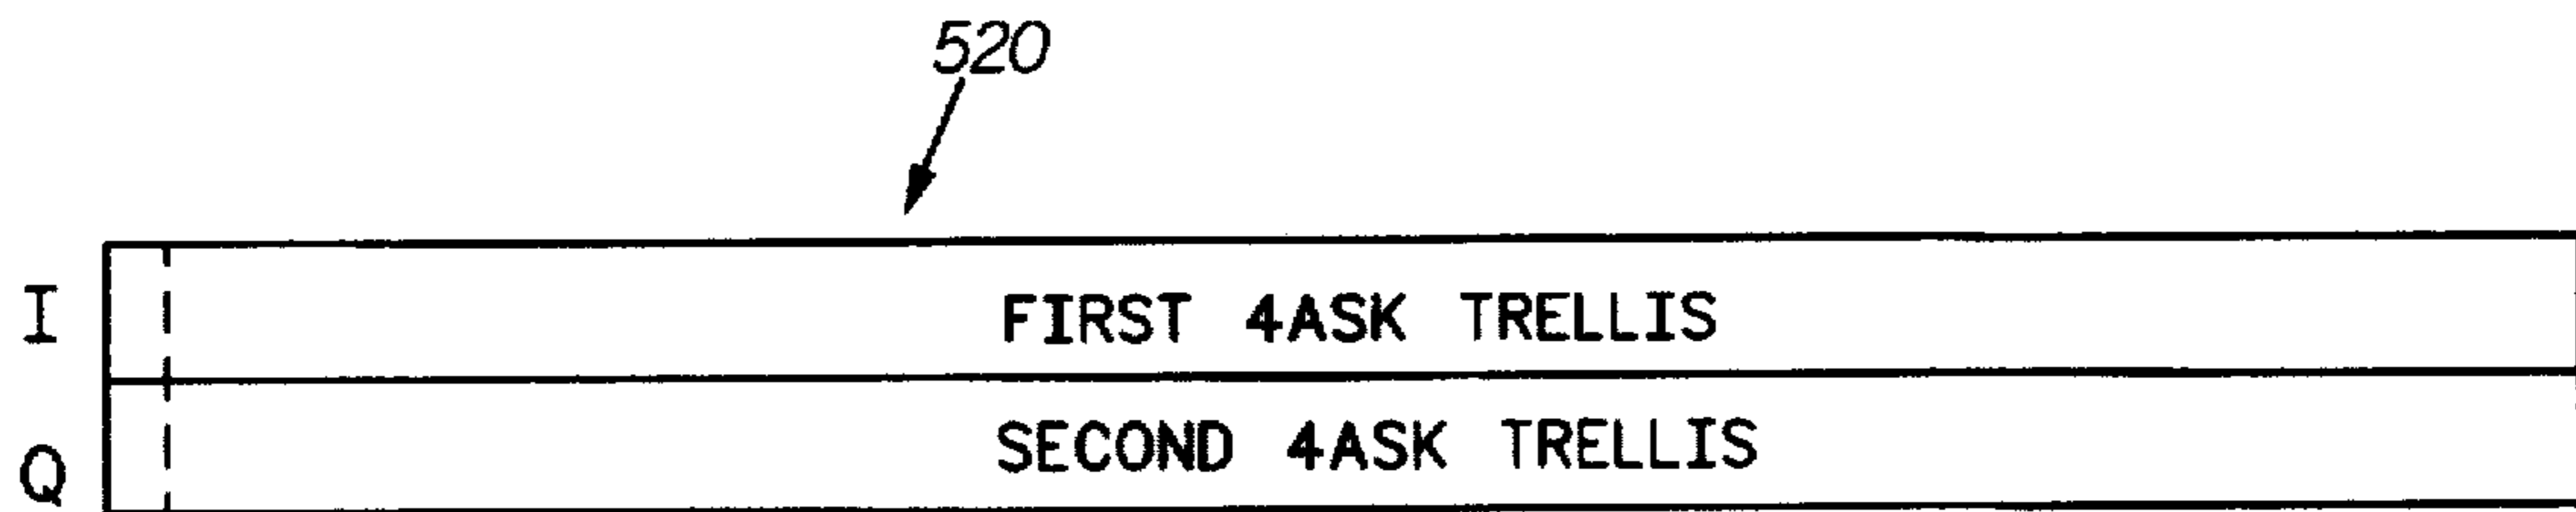 520
I FIRST 4ASK TRELLIS
Q SECOND 4ASK TRELLIS